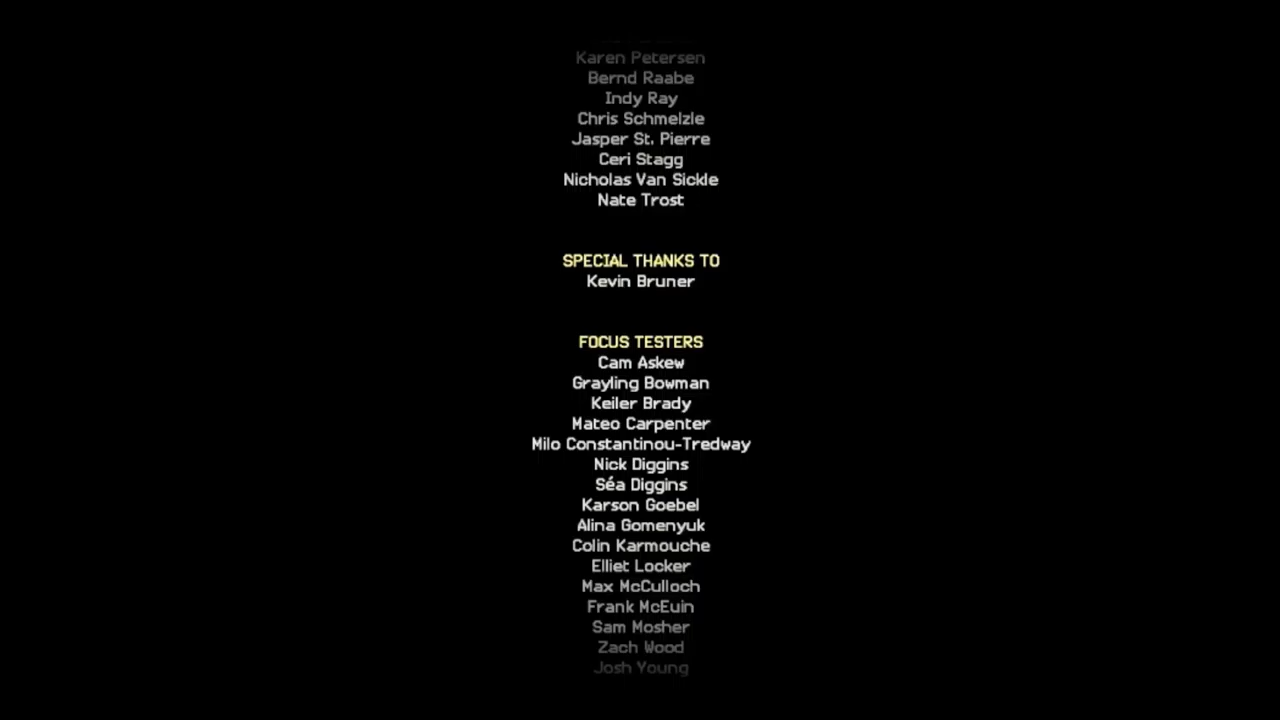 Karen Petersen
Bernd Raabe
Indy Ray
Chris Schmelzle
Jasper St. Pierre
Ceri Stagg
Nicholas Van Sickle
Nate Trost
SPECIAL THANKS TO
Kevin Bruner
FOCUS TESTERS
Cam Askew
Grayling Bowman
Keiler Brady
Mateo Carpenter
Milo Constantinou-Tredway
Nick Diggins
Séa Diggins
Karson Goebel
Alina Gomenyuk
Colin Karmouche
Elliet Locker
Max McCulloch
Frank McEuin
Sam Mosher
Zach Wood
Josh Young